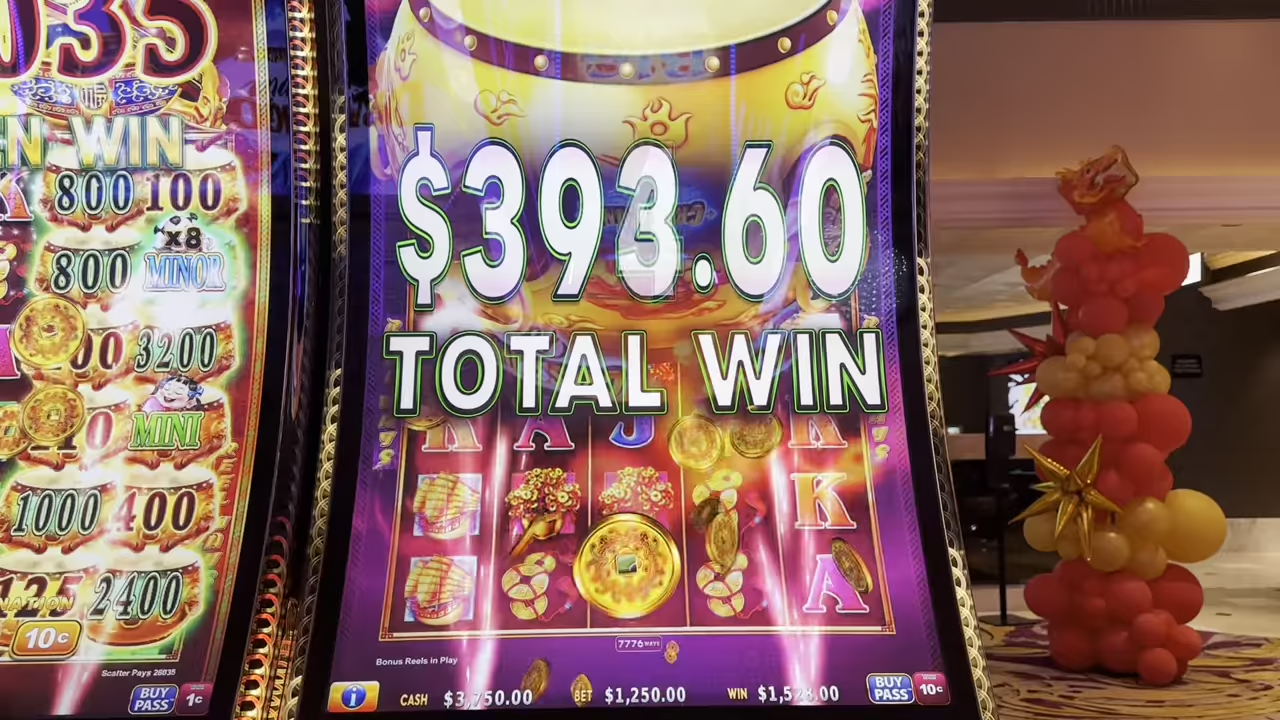 035
WIN
800 100
x8
800 MINOR
3200
MINI
1000 400
2400
10¢
Scatter Pays 26835
BUY PASS 1¢
$393.60
TOTAL WIN
K A J K
K
A
7776 WAYS
Bonus Reels in Play
CASH $3,750.00 BET $1,250.00 WIN
BUY PASS 10¢